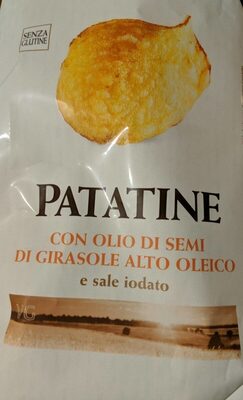 SENZA
GLUTINE
PATATINE
CON OLIO DI SEMI
DI GIRASOLE ALTO OLEICO
e sale iodato